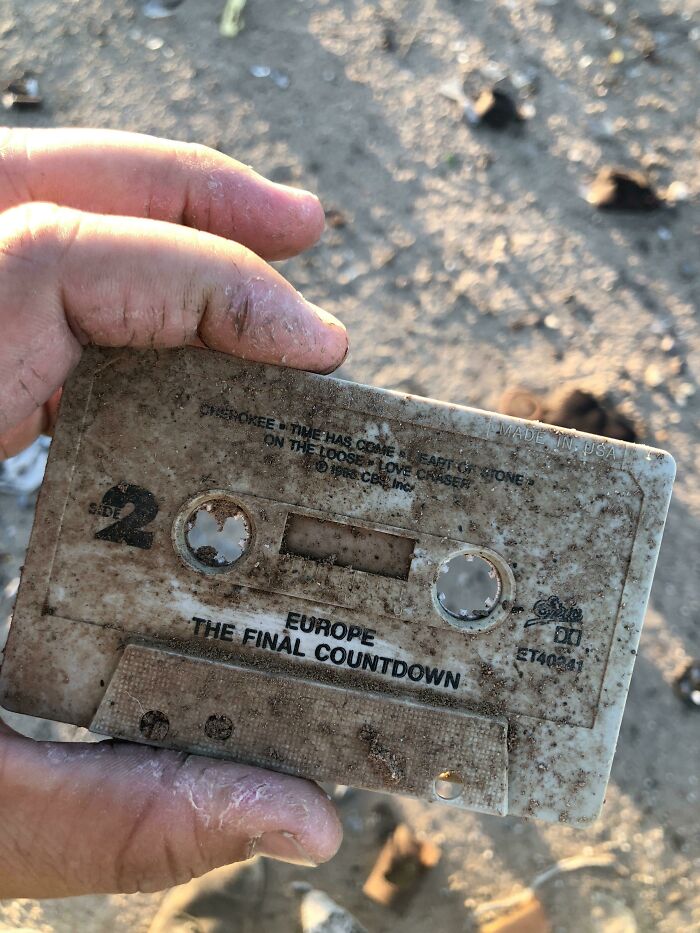 MADE IN USA
CHEROKEE • TIME HAS COME • HEART OF STONE •
ON THE LOOSE • LOVE CHASER
© 1986 CBS, Inc.
SIDE 2
Epic
EUROPE
THE FINAL COUNTDOWN
ET40241